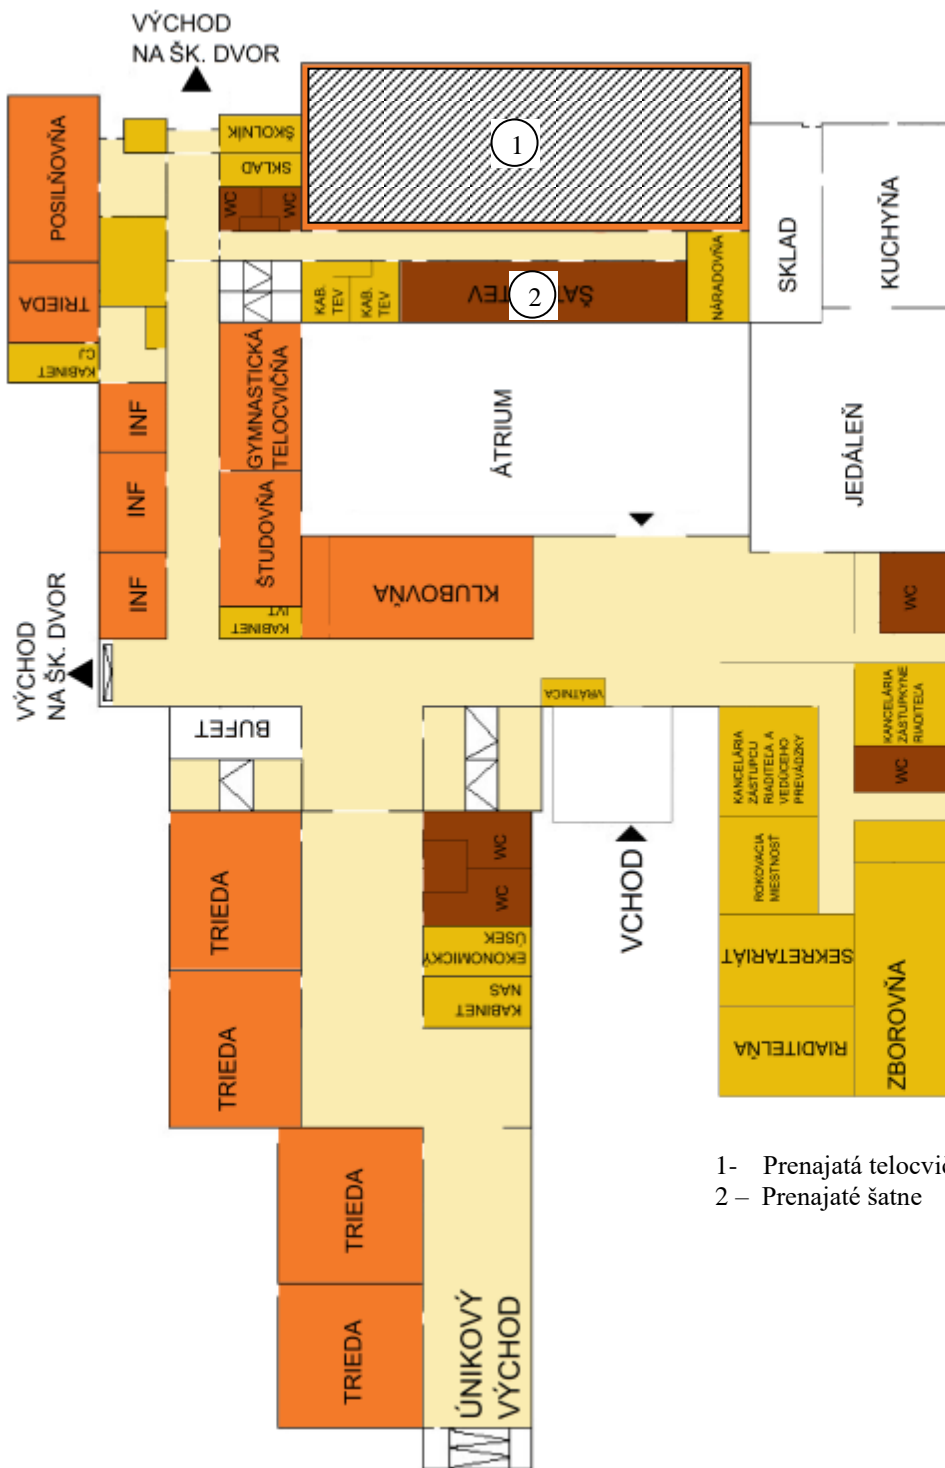 VÝCHOD
NA ŠK. DVOR
POSILŇOVŇA
TRIEDA
KABINET
CJ
ŠKOLNÍK
SKLAD
WC
WC
1
KAB.
TEV
KAB.
TEV
2
NÁRADOVŇA
SKLAD
KUCHYŇA
GYMNASTICKÁ
TELOCVIČŇA
ÁTRIUM
JEDÁLEŇ
INF
INF
INF
ŠTUDOVŇA
KABINET
IVT
KLUBOVŇA
WC
VÝCHOD
NA ŠK. DVOR
BUFET
VRÁTNICA
KANCELÁRIA
ZÁSTUPCU
RIADITEĽA A
VEDÚCEHO
PREVÁDZKY
KANCELÁRIA
ZÁSTUPKYNE
RIADITEĽA
WC
ROKOVACIA
MIESTNOSŤ
VCHOD
WC
WC
EKONOMICKÝ
ÚSEK
KABINET
NAS
TRIEDA
TRIEDA
SEKRETARIÁT
RIADITEĽŇA
ZBOROVŇA
TRIEDA
TRIEDA
ÚNIKOVÝ
VÝCHOD
1- Prenajatá telocvič
2 – Prenajaté šatne